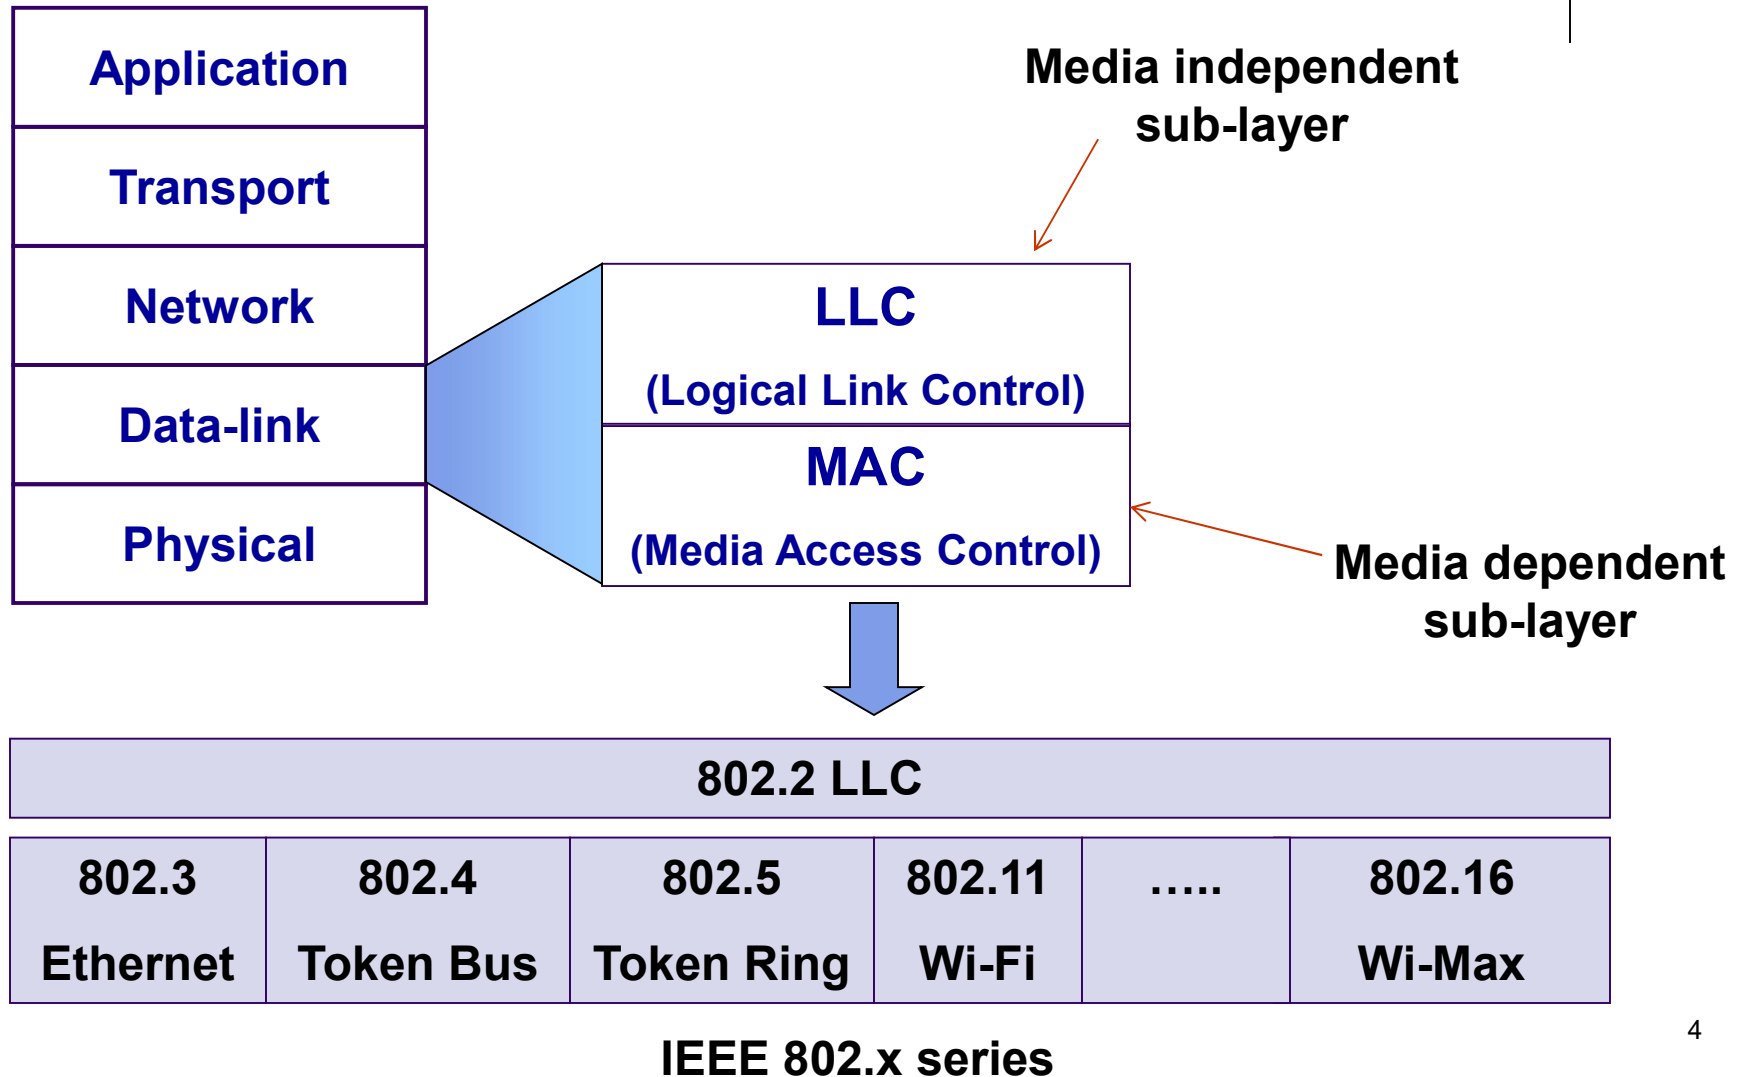 Application
Transport
Network
Data-link
Physical
Media independent
sub-layer
LLC
(Logical Link Control)
MAC
(Media Access Control)
Media dependent
sub-layer
802.2 LLC
802.3
Ethernet
802.4
Token Bus
802.5
Token Ring
802.11
Wi-Fi
.....
802.16
Wi-Max
IEEE 802.x series
4